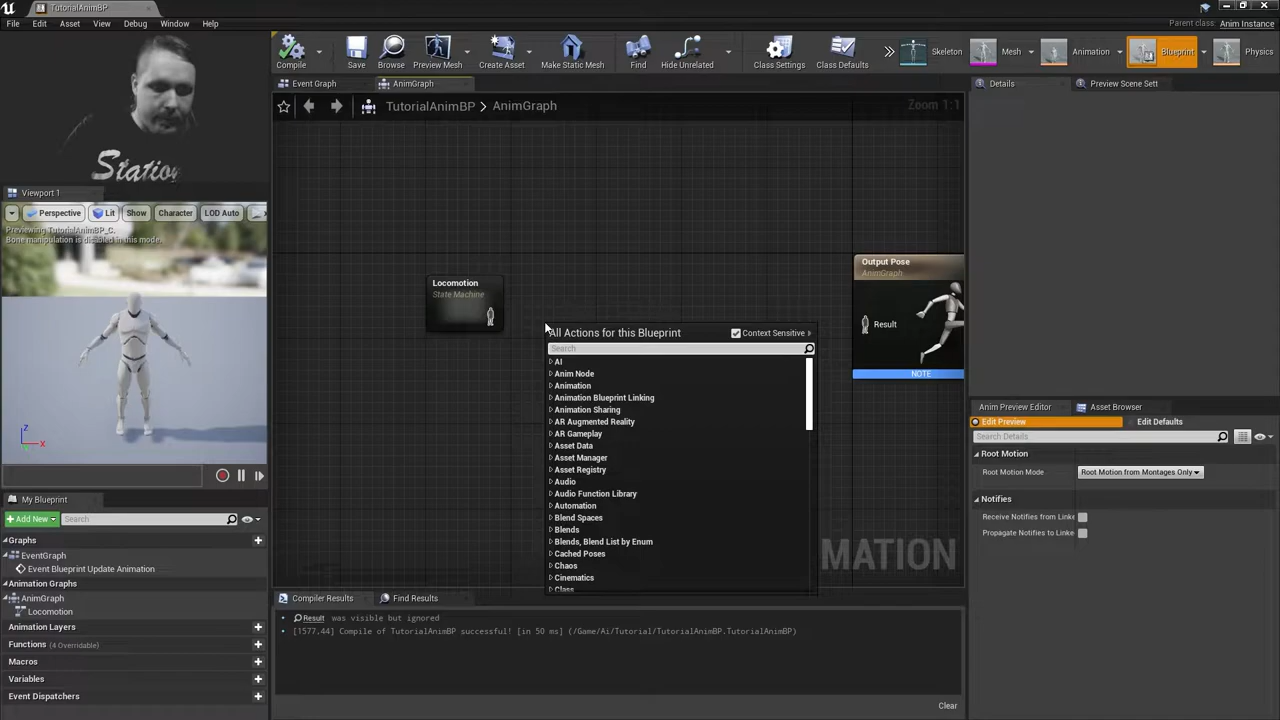 TutorialAnimBP
File Edit Asset View Debug Window Help
Parent class: Anim Instance
Compile
Save
Browse
Preview Mesh
Create Asset
Make Static Mesh
Find
Hide Unrelated
Class Settings
Class Defaults
Skeleton
Mesh
Animation
Blueprint
Physics
Station
Event Graph
AnimGraph
TutorialAnimBP > AnimGraph
Zoom 1:1
Details
Preview Scene Sett
Viewport 1
Perspective Lit Show Character LOD Auto
Previewing TutorialAnimBP_C.
Bone manipulation is disabled in this mode.
Z
X
Locomotion
State Machine
Output Pose
AnimGraph
Result
NOTE
All Actions for this Blueprint
Context Sensitive
Search
AI
Anim Node
Animation
Animation Blueprint Linking
Animation Sharing
AR Augmented Reality
AR Gameplay
Asset Data
Asset Manager
Asset Registry
Audio
Audio Function Library
Automation
Blend Spaces
Blends
Blends, Blend List by Enum
Cached Poses
Chaos
Cinematics
Class
MATION
My Blueprint
+ Add New
Search
Graphs
EventGraph
Event Blueprint Update Animation
Animation Graphs
AnimGraph
Locomotion
Animation Layers
Functions (4 Overridable)
Macros
Variables
Event Dispatchers
Compiler Results
Find Results
Result was visible but ignored
[1577.44] Compile of TutorialAnimBP successful! [in 50 ms] (/Game/Ai/Tutorial/TutorialAnimBP.TutorialAnimBP)
Clear
Anim Preview Editor
Asset Browser
Edit Preview
Edit Defaults
Search Details
Root Motion
Root Motion Mode
Root Motion from Montages Only
Notifies
Receive Notifies from Linke
Propagate Notifies to Linke